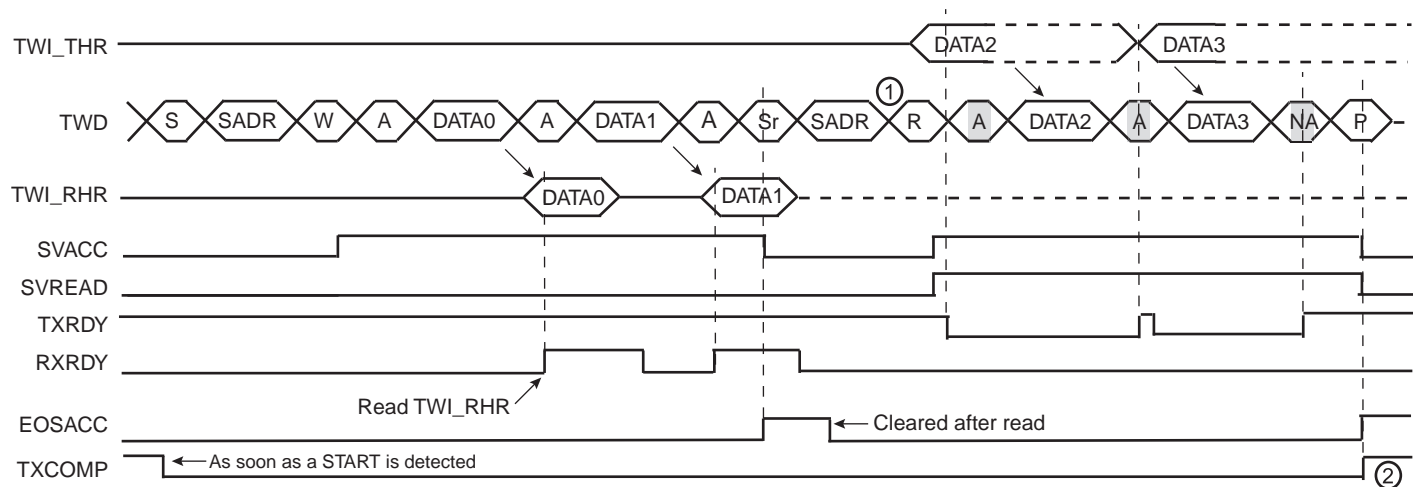 TWI_THR DATA2 DATA3
①
TWD S SADR W A DATA0 A DATA1 A Sr SADR R A DATA2 A DATA3 NA P
TWI_RHR DATA0 DATA1
SVACC
SVREAD
TXRDY
RXRDY
Read TWI_RHR
EOSACC Cleared after read
TXCOMP As soon as a START is detected ②